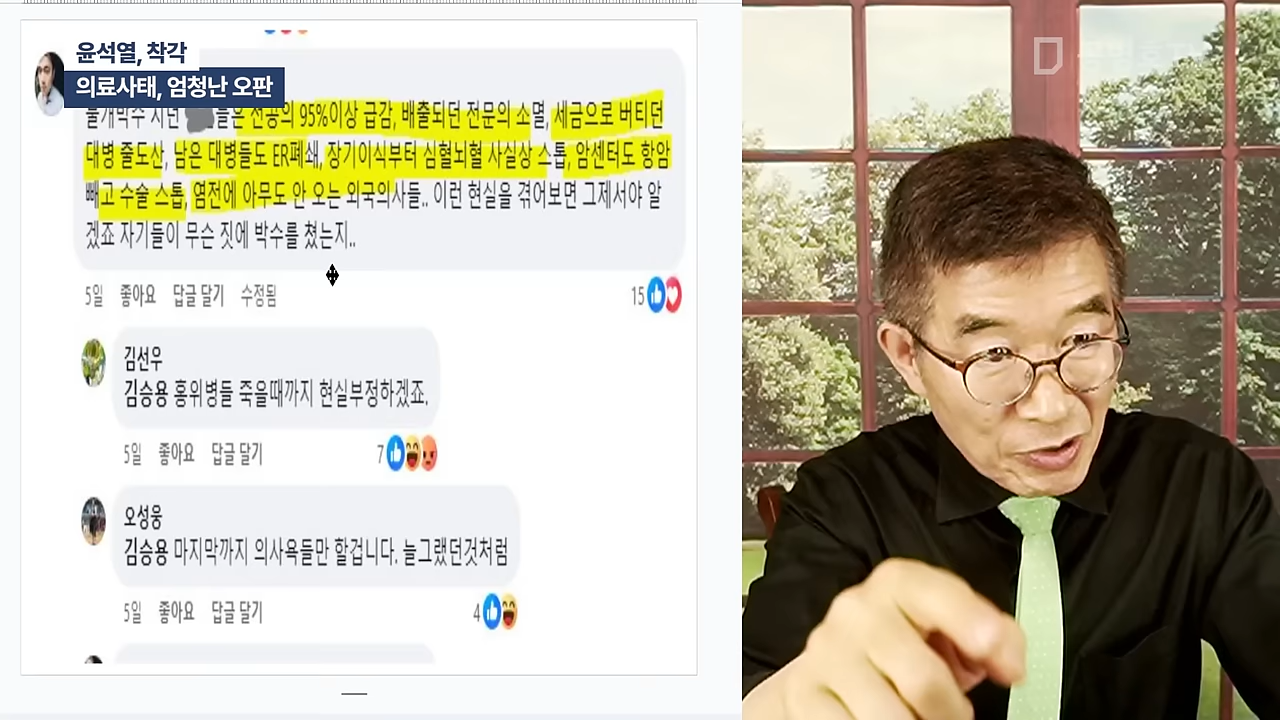 윤석열, 착각
의료사태, 엄청난 오판
들은 전공의 95%이상 급감, 배출되던 전문의 소멸, 세금으로 버티던
대병 줄도산, 남은 대병들도 ER폐쇄, 장기이식부터 심혈뇌혈 사실상 스톱, 암센터도 항암
빼고 수술 스톱, 염전에 아무도 안 오는 외국의사들.. 이런 현실을 겪어보면 그제서야 알
겠죠 자기들이 무슨 짓에 박수를 쳤는지..
5일 좋아요 답글 달기 수정됨 15
김선우
김승용 홍위병들 죽을때까지 현실부정하겠죠.
5일 좋아요 답글 달기 7
오성웅
김승용 마지막까지 의사욕들만 할겁니다. 늘그랬던것처럼
5일 좋아요 답글 달기 4